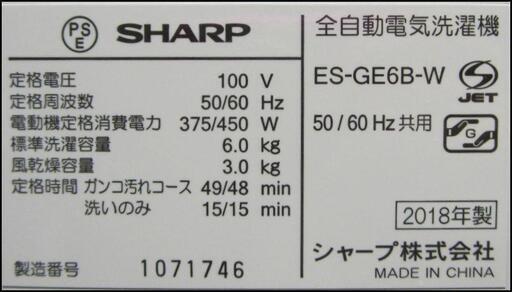 PS
E
SHARP
定格電圧 100 V
定格周波数 50/60 Hz
電動機定格消費電力 375/450 W
標準洗濯容量 6.0 kg
風乾燥容量 3.0 kg
定格時間 ガンコ汚れコース 49/48 min
洗いのみ 15/15 min
製造番号 1071746
全自動電気洗濯機
ES-GE6B-W
S
JET
50/60 Hz 共用
G
2018年製
シャープ株式会社
MADE IN CHINA